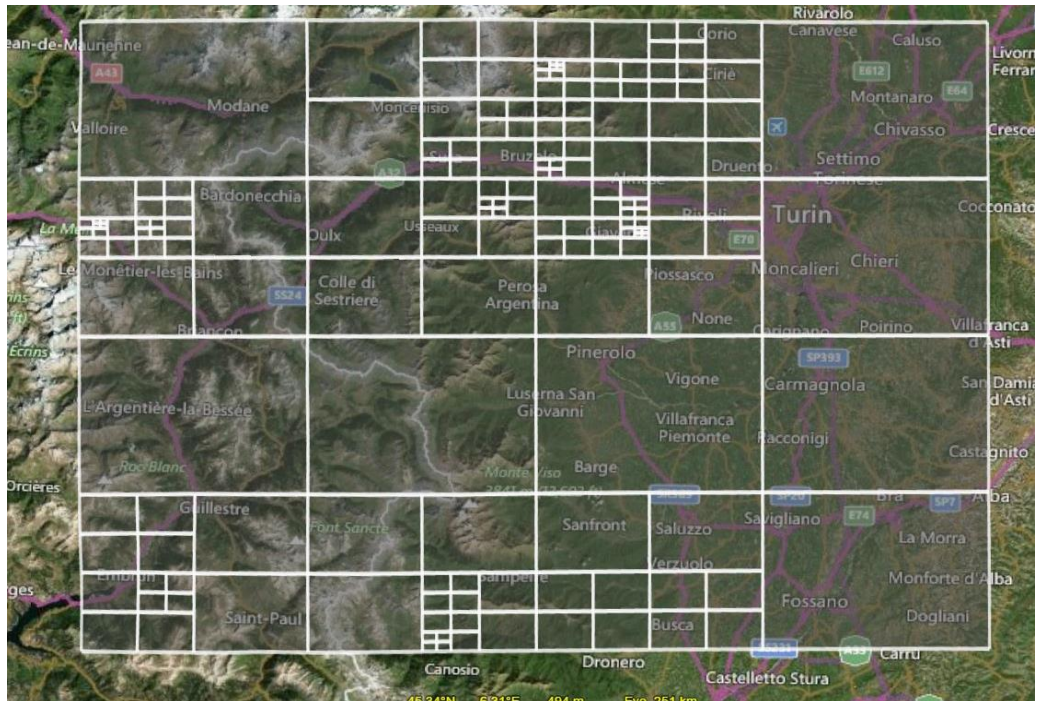 Rivarolo
Canavese
Corio
Caluso
ean-de-Maurienne
Livorn
Ferrar
A43
E612
Ciriè
E64
Modane
Moncenisio
Montanaro
Valloire
Chivasso
Cresce
Bruzolo
A32
Druento
Settimo
Torinese
Almese
Bardonecchia
Cocconato
Rivoli
Turin
La Me
Oulx
Usseaux
Giaveno
E70
Le Monêtier-les-Bains
Colle di
Sestriere
Perosa
Argentina
Piossasco
Moncalieri
Chieri
SS24
Briançon
A55
None
Carignano
Poirino
Villafranca
d'Asti
Ecrins
Pinerolo
SP393
Vigone
Carmagnola
San Damia
d'Asti
L'Argentière-la-Bessée
Luserna San
Giovanni
Villafranca
Piemonte
Racconigi
Castagnito
Roc Blanc
Monte Viso
Barge
Orcières
SP20
Bra
SP7
Alba
Guillestre
Font Sancte
Sanfront
Saluzzo
Savigliano
E74
La Morra
Verzuolo
Embrun
Sampeire
Monforte d'Alba
ges
Saint-Paul
Fossano
Dogliani
Busca
A33
Carrù
Canosio
Dronero
Castelletto Stura